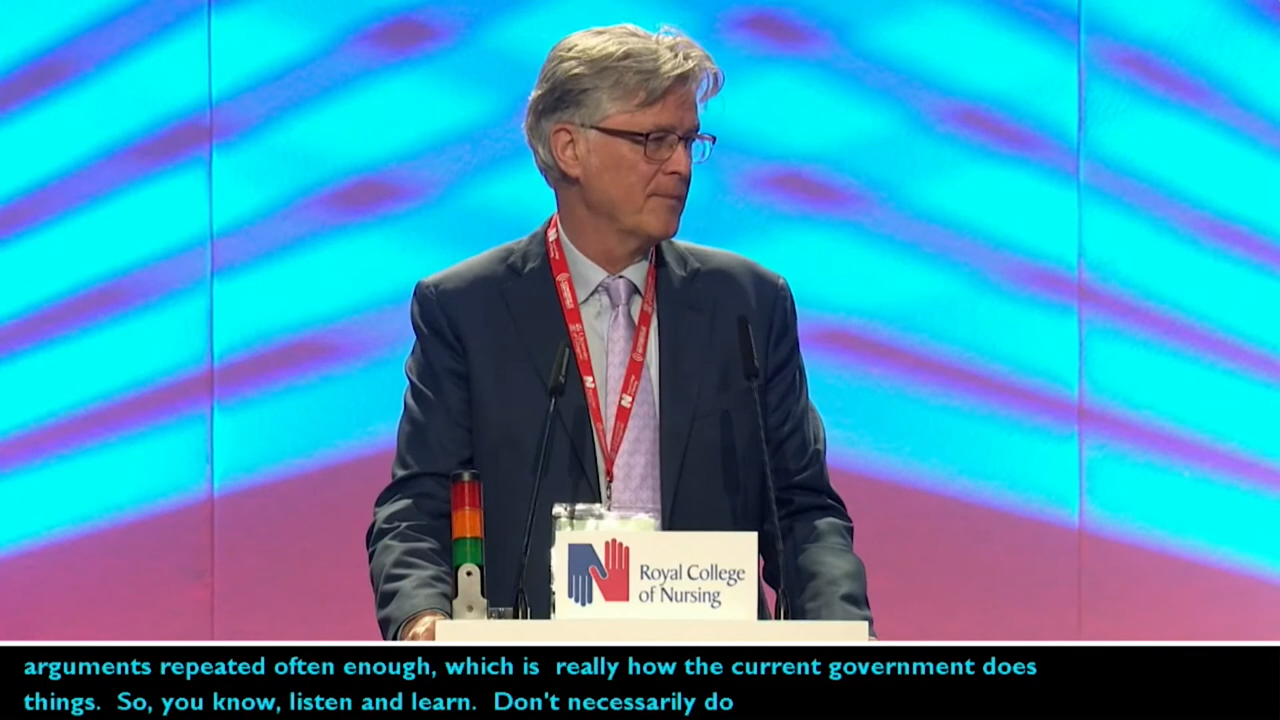 Royal College
of Nursing
arguments repeated often enough, which is  really how the current government does
things.  So, you know, listen and learn.  Don't necessarily do